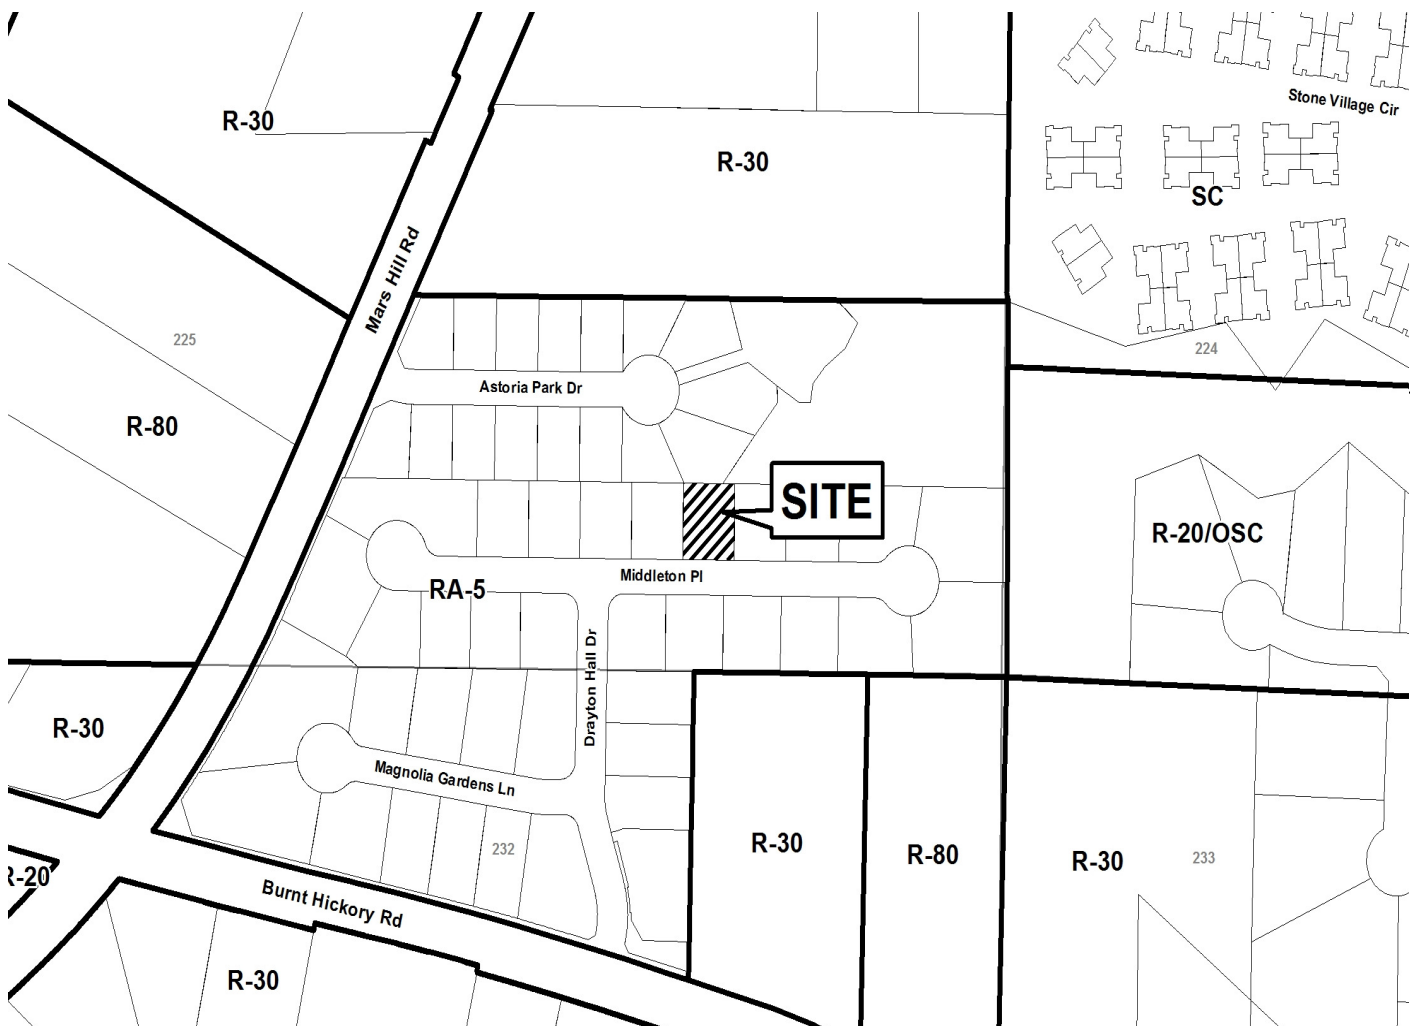 Stone Village Cir
R-30
R-30
SC
Mars Hill Rd
225
224
Astoria Park Dr
R-80
SITE
R-20/OSC
Middleton Pl
RA-5
Drayton Hall Dr
R-30
Magnolia Gardens Ln
R-30
232
R-80
R-30
233
R-20
Burnt Hickory Rd
R-30